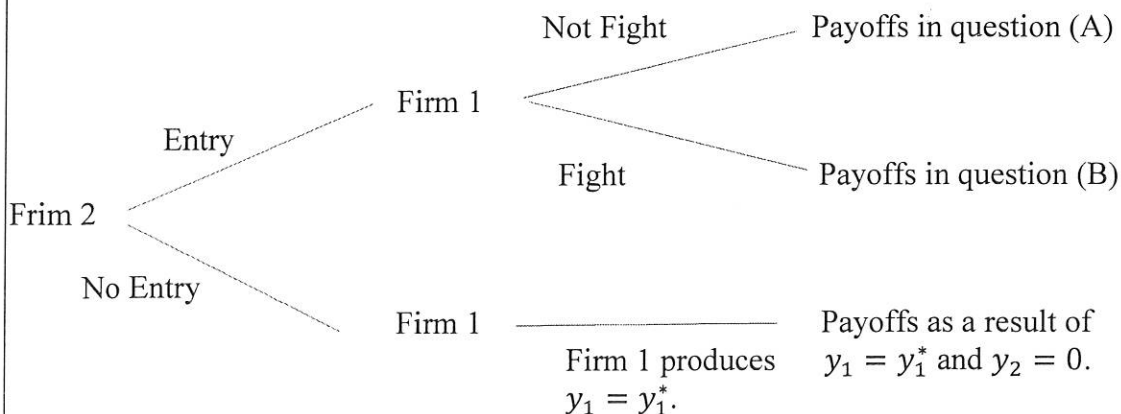 Not Fight
Payoffs in question (A)
Firm 1
Entry
Fight
Payoffs in question (B)
Frim 2
No Entry
Firm 1
Payoffs as a result of
Firm 1 produces
y₁ = y₁* and y₂ = 0.
y₁ = y₁*.